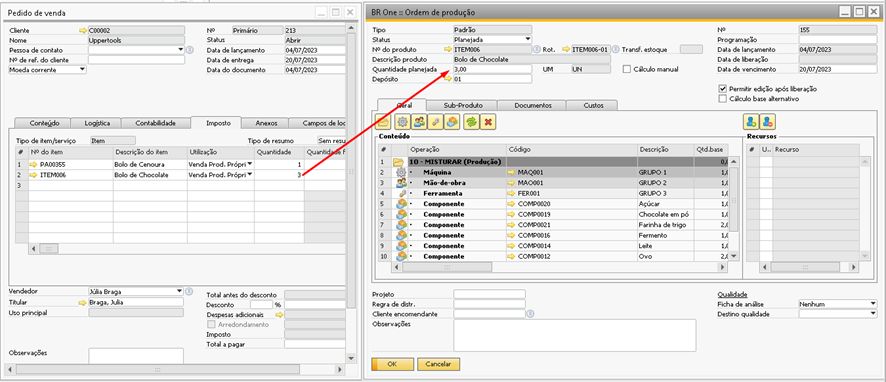 Pedido de venda
Cliente C00002 Nº Primário 213
Nome Uppertools Status Abrir
Pessoa de contato Data de lançamento 04/07/2023
Nº de ref. do cliente Data de entrega 20/07/2023
Moeda corrente Data do documento 04/07/2023
Conteúdo Logística Contabilidade Imposto Anexos Campos de loc
Tipo de item/serviço Item Tipo de resumo Sem resu
# Nº do item Descrição do item Utilização Quantidade Quantidade
1 PA00355 Bolo de Cenoura Venda Prod. Própri 1
2 ITEM006 Bolo de Chocolate Venda Prod. Própri 3
3
Vendedor Júlia Braga
Titular Braga, Julia
Uso principal
Total antes do desconto
Desconto %
Despesas adicionais
Arredondamento
Imposto
Total a pagar
Observações
BR One :: Ordem de produção
Tipo Padrão Nº 155
Status Planejada Programação
Nº do produto ITEM006 Rot. ITEM006-01 Transf. estoque Data de lançamento 04/07/2023
Descrição produto Bolo de Chocolate Data de liberação
Quantidade planejada 3,00 UM UN Cálculo manual Data de vencimento 20/07/2023
Depósito 01
Permitir edição após liberação
Cálculo base alternativo
Geral Sub-Produto Documentos Custos
Conteúdo
# Operação Código Descrição Qtd.base
1 10 - MISTURAR (Produção) 0,0
2 Máquina MAQ001 GRUPO 1 1,0
3 Mão-de-obra MAO001 GRUPO 2 1,0
4 Ferramenta FER001 GRUPO 3 1,0
5 Componente COMP0020 Açúcar 1,0
6 Componente COMP0019 Chocolate em pó 1,0
7 Componente COMP0021 Farinha de trigo 2,0
8 Componente COMP0016 Fermento 1,0
9 Componente COMP0014 Leite 1,0
10 Componente COMP0012 Ovo 2,0
Recursos
# U.. Recurso
Projeto
Regra de distr.
Cliente encomendante
Observações
Qualidade
Ficha de análise Nenhum
Destino qualidade
OK Cancelar